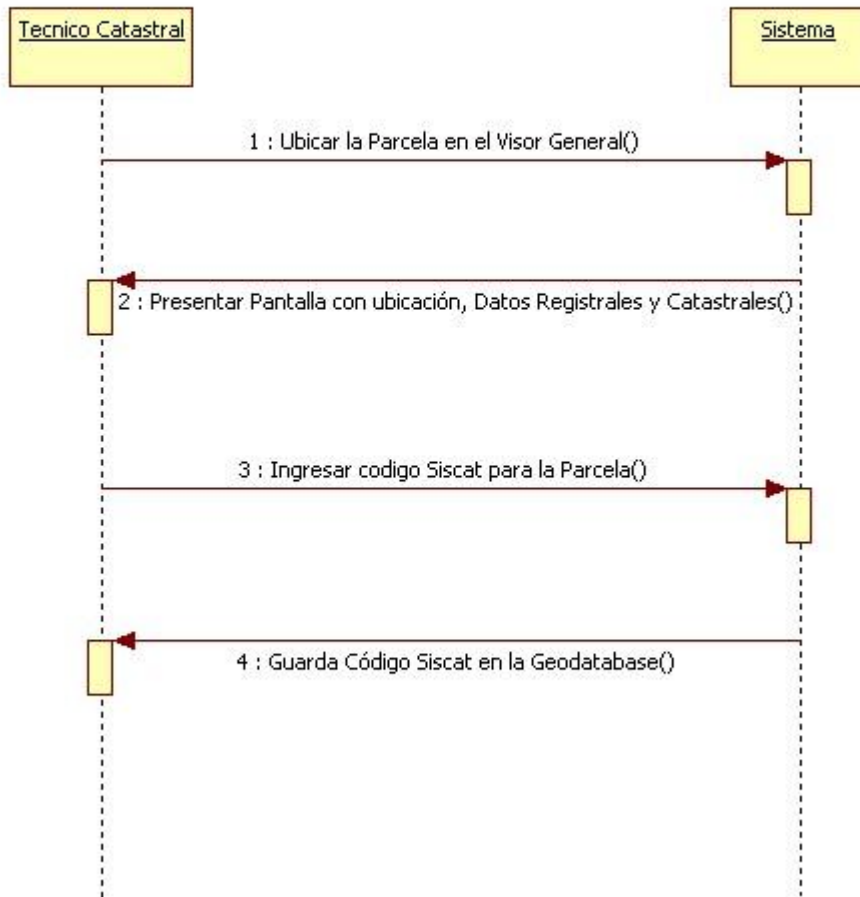 Tecnico Catastral
Sistema
1 : Ubicar la Parcela en el Visor General()
2 : Presentar Pantalla con ubicación, Datos Registrales y Catastrales()
3 : Ingresar codigo Siscat para la Parcela()
4 : Guarda Código Siscat en la Geodatabase()